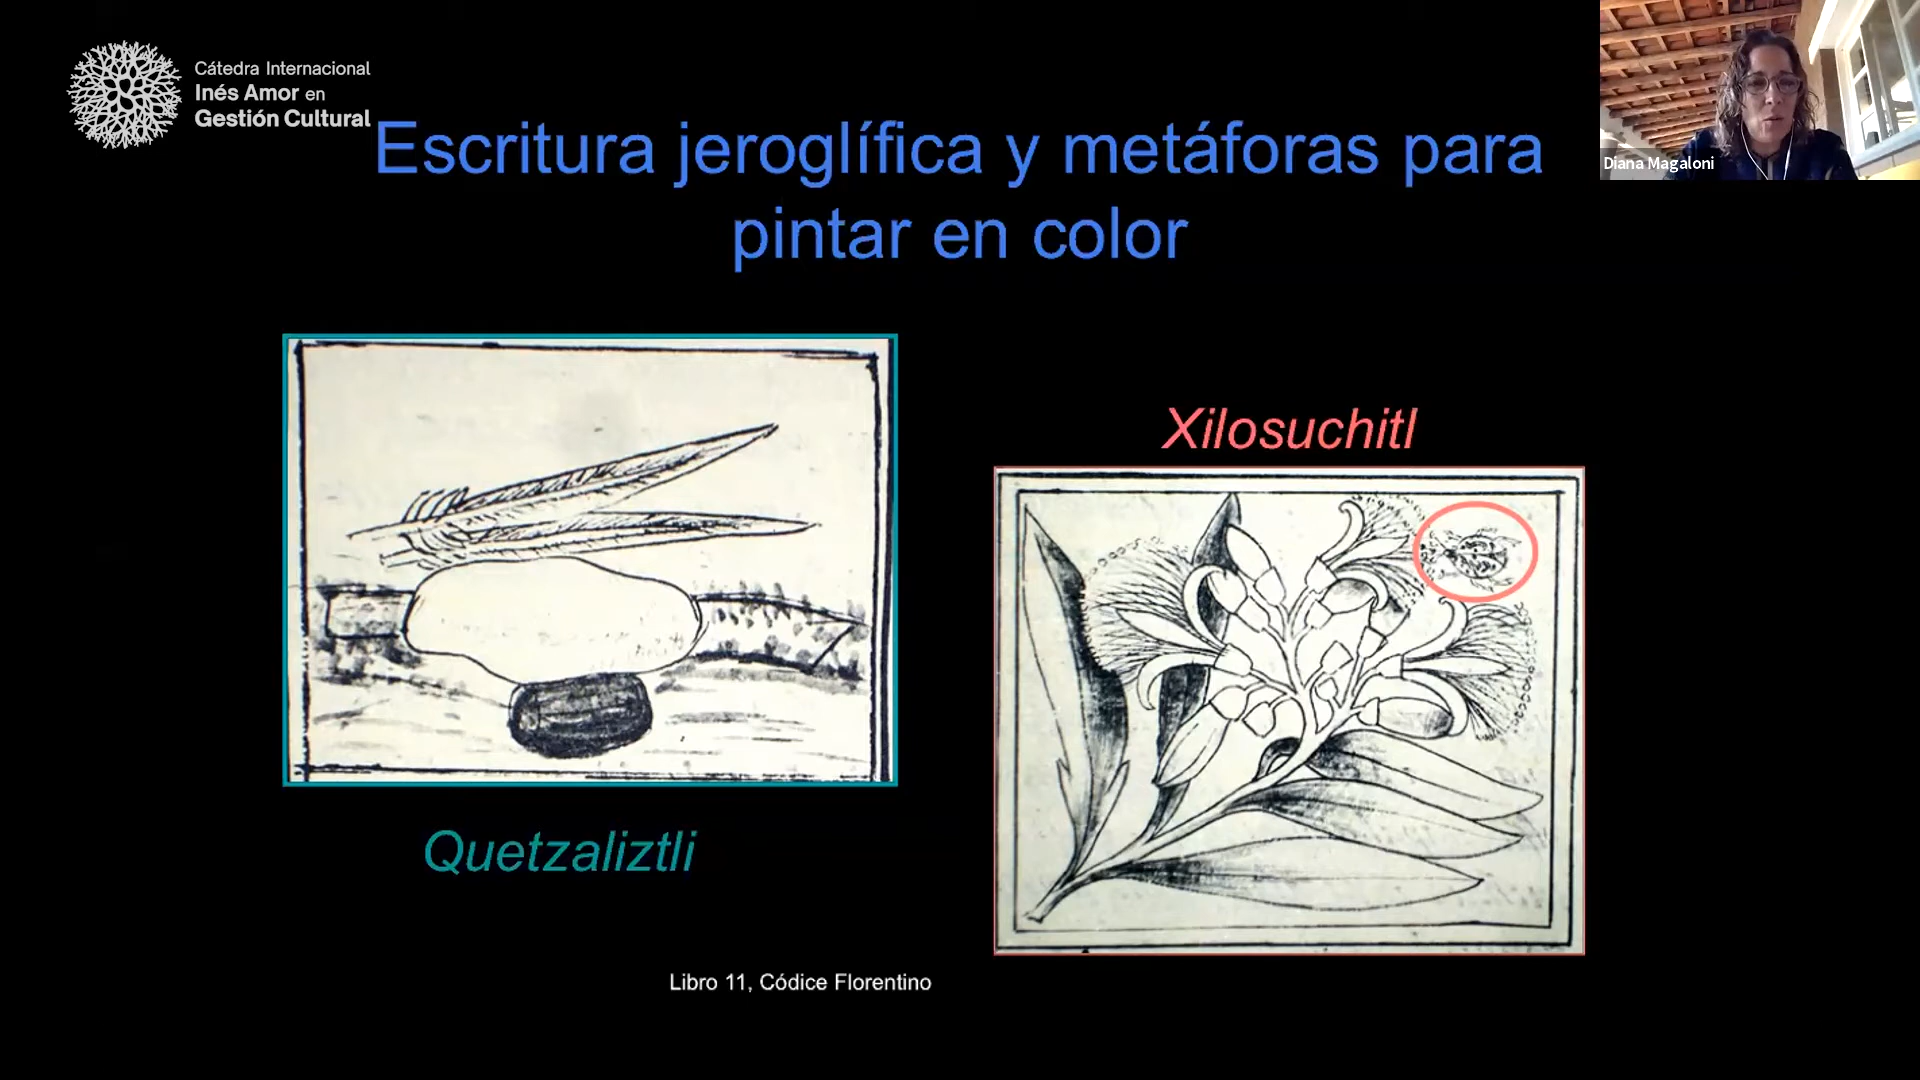 Cátedra Internacional
Inés Amor en
Gestión Cultural
Escritura jeroglífica y metáforas para
pintar en color
Diana Magaloni
Xilosuchitl
Quetzaliztli
Libro 11, Códice Florentino